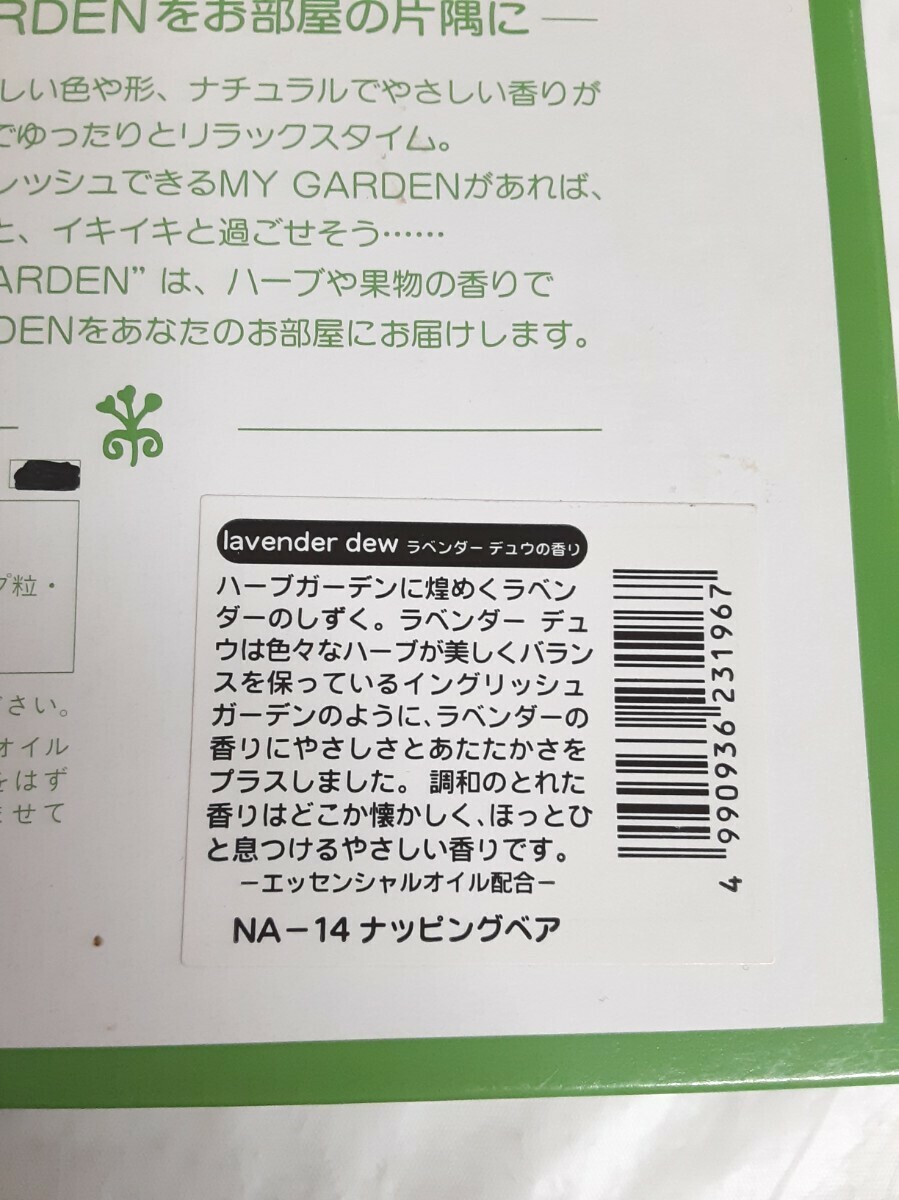 RDENをお部屋の片隅に
しい色や形、ナチュラルでやさしい香りが
でゆったりとリラックスタイム。
レッシュできるMY GARDENがあれば、
と、イキイキと過ごせそう……
ARDEN”は、ハーブや果物の香りで
DENをあなたのお部屋にお届けします。
プ粒・
ださい。
オイル
をはず
ませて
lavender dew ラベンダー デュウの香り
ハーブガーデンに煌めくラベン
ダーのしずく。ラベンダー デュ
ウは色々なハーブが美しくバラン
スを保っているイングリッシュ
ガーデンのように、ラベンダーの
香りにやさしさとあたたかさを
プラスしました。調和のとれた
香りはどこか懐かしく、ほっとひ
と息つけるやさしい香りです。
－エッセンシャルオイル配合－
NA－14 ナッピングベア
4 990936 231967